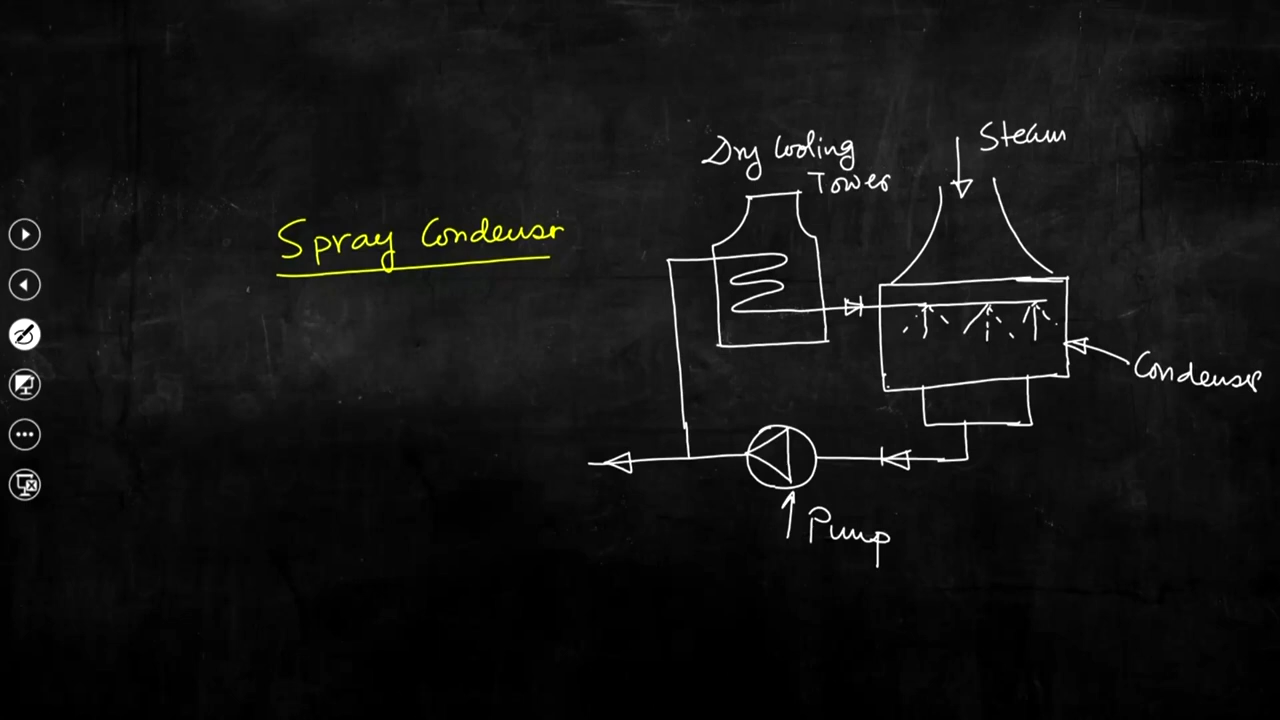 Spray Condenser
Dry Cooling
Tower
Steam
Condenser
Pump